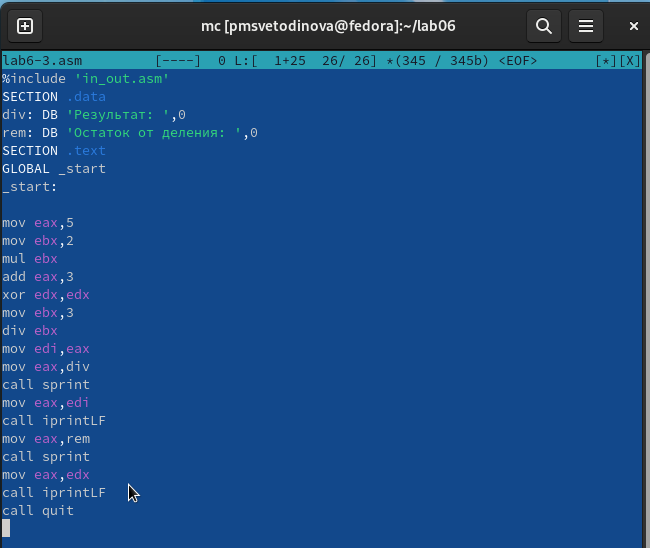 mc [pmsvetodinova@fedora]:~/lab06
lab6-3.asm [----] 0 L:[ 1+25 26/ 26] *(345 / 345b) <EOF> [*][X]
%include 'in_out.asm'
SECTION .data
div: DB 'Результат: ',0
rem: DB 'Остаток от деления: ',0
SECTION .text
GLOBAL _start
_start:

mov eax,5
mov ebx,2
mul ebx
add eax,3
xor edx,edx
mov ebx,3
div ebx
mov edi,eax
mov eax,div
call sprint
mov eax,edi
call iprintLF
mov eax,rem
call sprint
mov eax,edx
call iprintLF
call quit